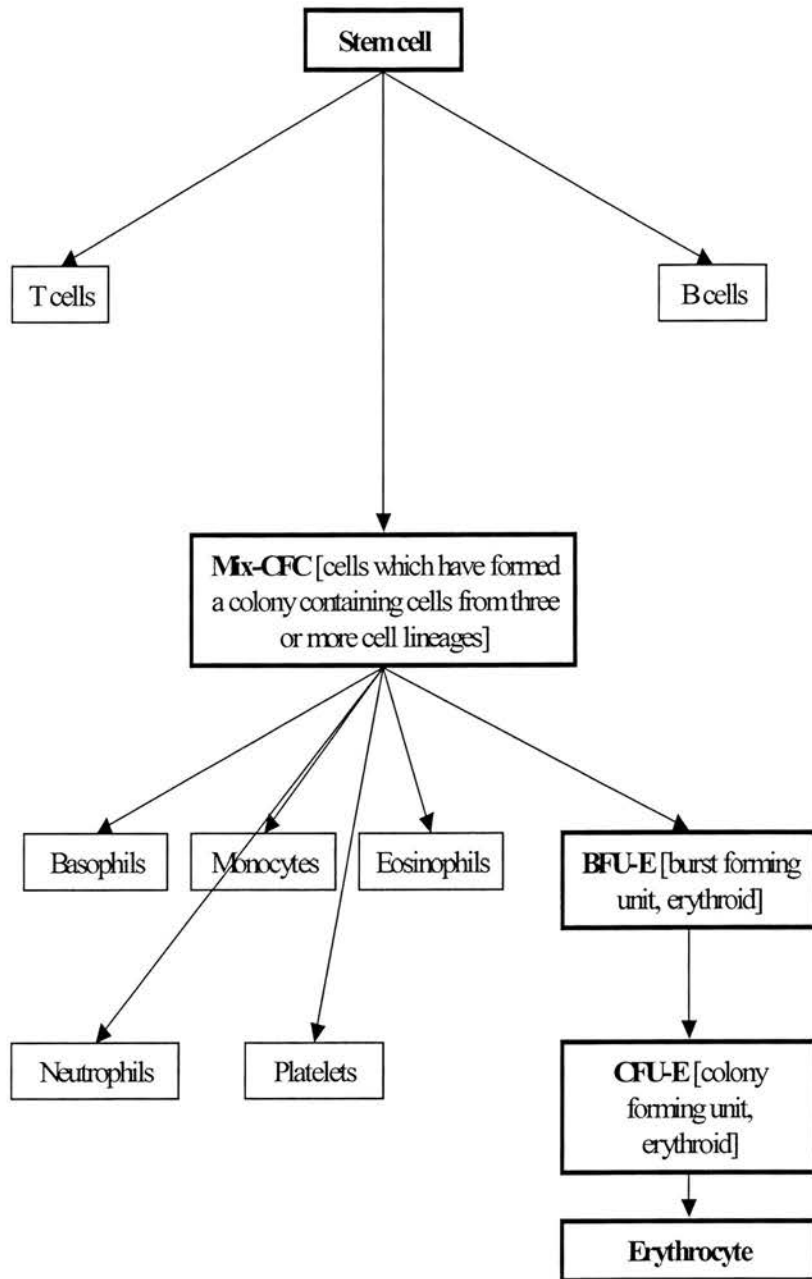 Stem cell
T cells
B cells
Mix-CFC [cells which have formed
a colony containing cells from three
or more cell lineages]
Basophils
Monocytes
Eosinophils
BFU-E [burst forming
unit, erythroid]
Neutrophils
Platelets
CFU-E [colony
forming unit,
erythroid]
Erythrocyte